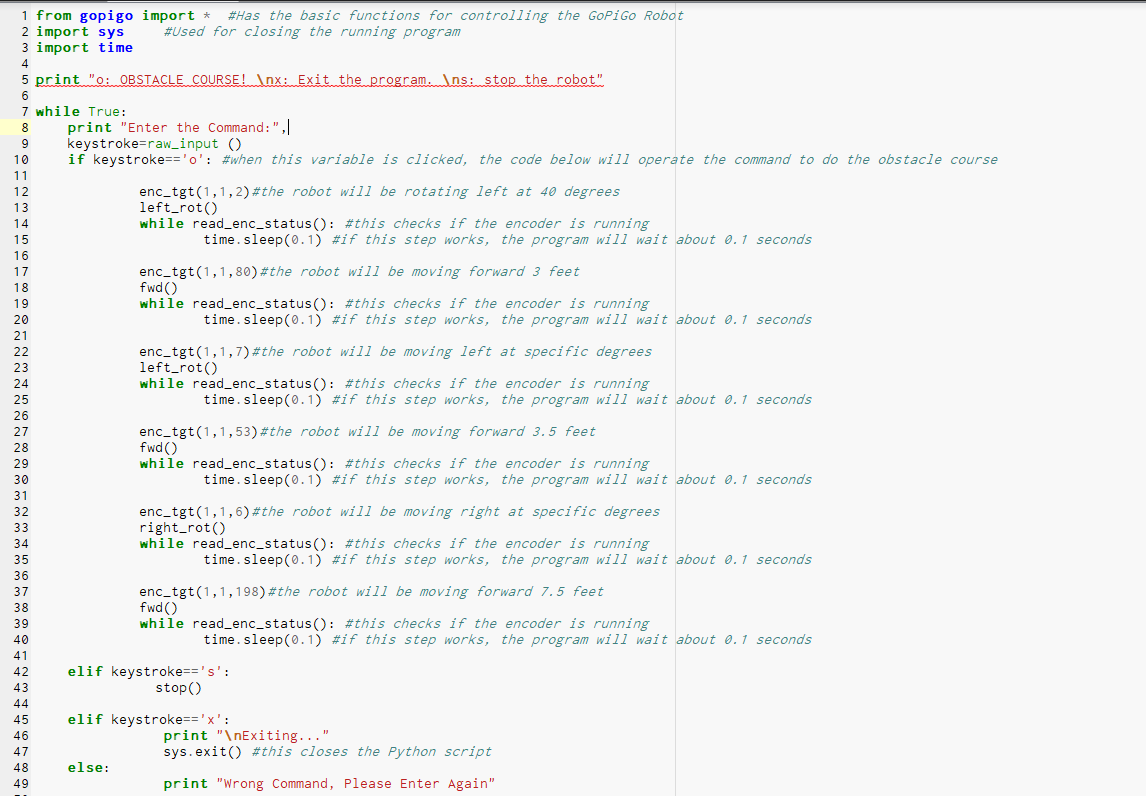 1 from gopigo import * #Has the basic functions for controlling the GoPiGo Robot
2 import sys #Used for closing the running program
3 import time
4
5 print "o: OBSTACLE COURSE! \nx: Exit the program. \ns: stop the robot"
6
7 while True:
8 print "Enter the Command:",
9 keystroke=raw_input ()
10 if keystroke=='o': #when this variable is clicked, the code below will operate the command to do the obstacle course
11
12 enc_tgt(1,1,2)#the robot will be rotating left at 40 degrees
13 left_rot()
14 while read_enc_status(): #this checks if the encoder is running
15 time.sleep(0.1) #if this step works, the program will wait about 0.1 seconds
16
17 enc_tgt(1,1,80)#the robot will be moving forward 3 feet
18 fwd()
19 while read_enc_status(): #this checks if the encoder is running
20 time.sleep(0.1) #if this step works, the program will wait about 0.1 seconds
21
22 enc_tgt(1,1,7)#the robot will be moving left at specific degrees
23 left_rot()
24 while read_enc_status(): #this checks if the encoder is running
25 time.sleep(0.1) #if this step works, the program will wait about 0.1 seconds
26
27 enc_tgt(1,1,53)#the robot will be moving forward 3.5 feet
28 fwd()
29 while read_enc_status(): #this checks if the encoder is running
30 time.sleep(0.1) #if this step works, the program will wait about 0.1 seconds
31
32 enc_tgt(1,1,6)#the robot will be moving right at specific degrees
33 right_rot()
34 while read_enc_status(): #this checks if the encoder is running
35 time.sleep(0.1) #if this step works, the program will wait about 0.1 seconds
36
37 enc_tgt(1,1,198)#the robot will be moving forward 7.5 feet
38 fwd()
39 while read_enc_status(): #this checks if the encoder is running
40 time.sleep(0.1) #if this step works, the program will wait about 0.1 seconds
41
42 elif keystroke=='s':
43 stop()
44
45 elif keystroke=='x':
46 print "\nExiting..."
47 sys.exit() #this closes the Python script
48 else:
49 print "Wrong Command, Please Enter Again"